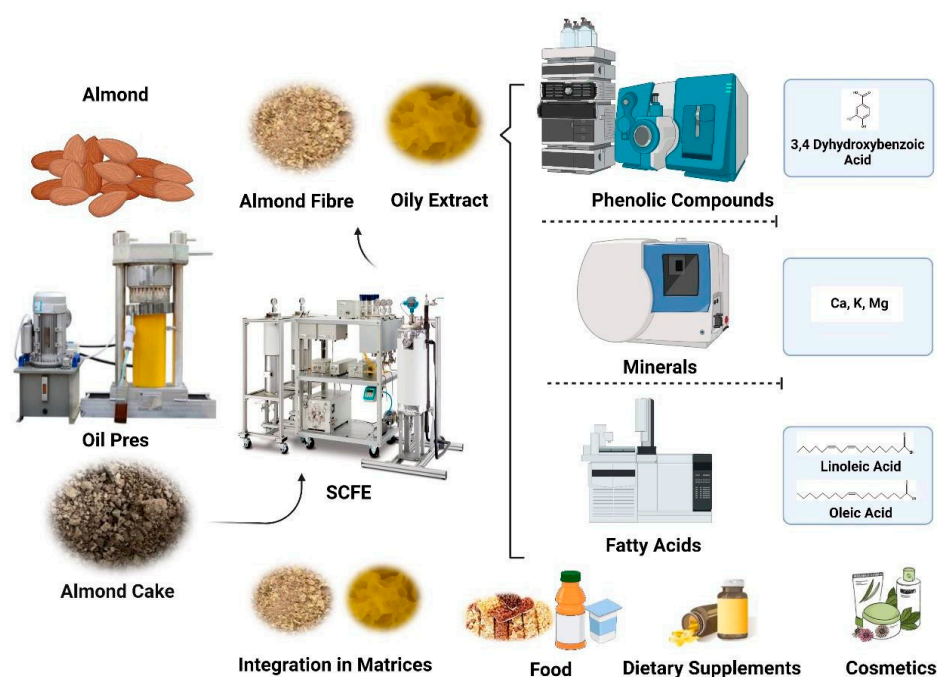 Almond
Almond Fibre
Oily Extract
Phenolic Compounds
3,4 Dyhydroxybenzoic
Acid
Oil Pres
SCFE
Minerals
Ca, K, Mg
Almond Cake
Fatty Acids
Linoleic Acid
Oleic Acid
Integration in Matrices
Food
Dietary Supplements
Cosmetics